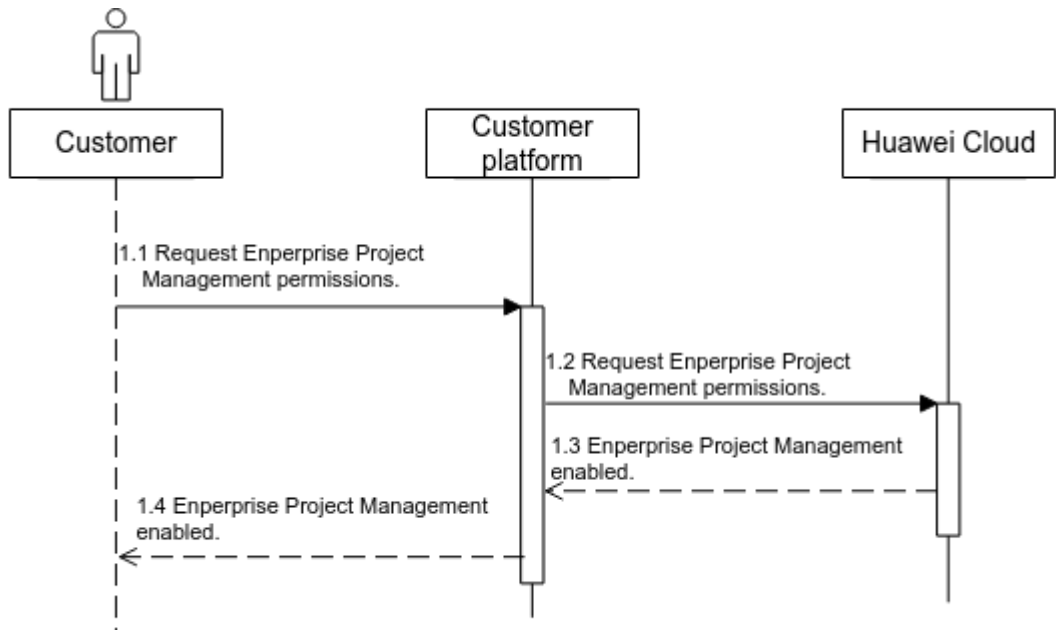 Customer
Customer
platform
Huawei Cloud
1.1 Request Enperprise Project
Management permissions.
1.2 Request Enperprise Project
Management permissions.
1.3 Enperprise Project Management
enabled.
1.4 Enperprise Project Management
enabled.